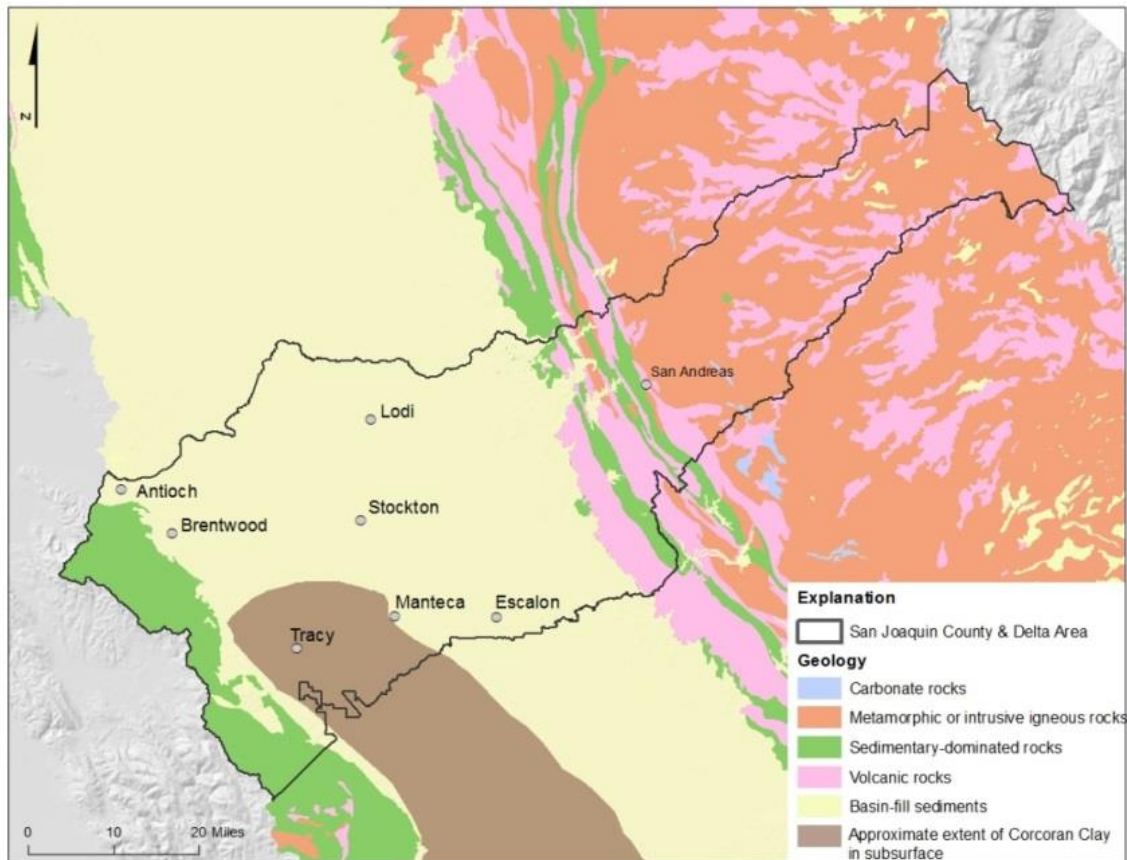 N
San Andreas
Lodi
Antioch
Stockton
Brentwood
Manteca
Escalon
Tracy
Explanation
San Joaquin County & Delta Area
Geology
Carbonate rocks
Metamorphic or intrusive igneous rocks
Sedimentary-dominated rocks
Volcanic rocks
Basin-fill sediments
Approximate extent of Corcoran Clay
in subsurface
0 10 20 Miles